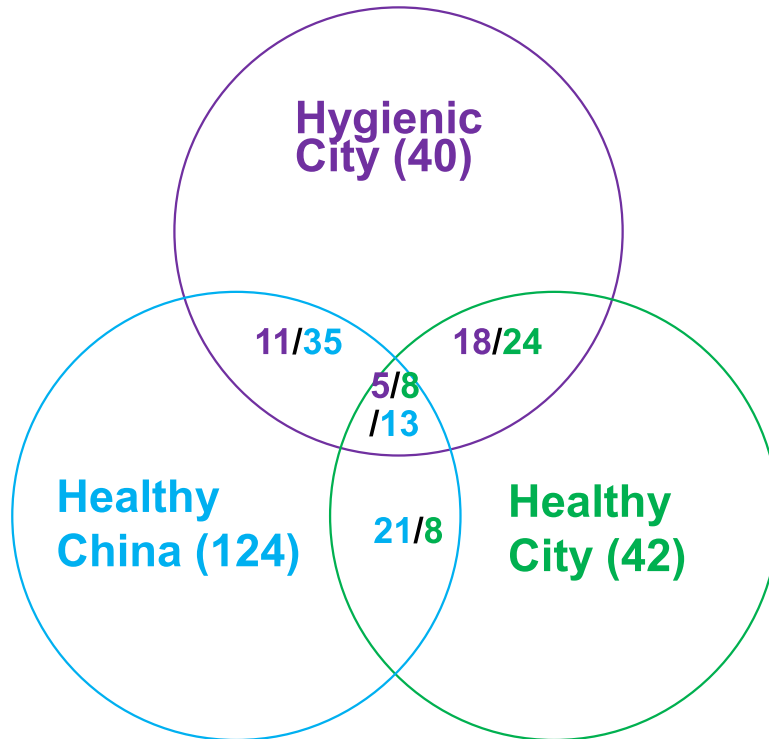 Hygienic
City (40)
11/35
18/24
5/8
/13
Healthy
China (124)
21/8
Healthy
City (42)